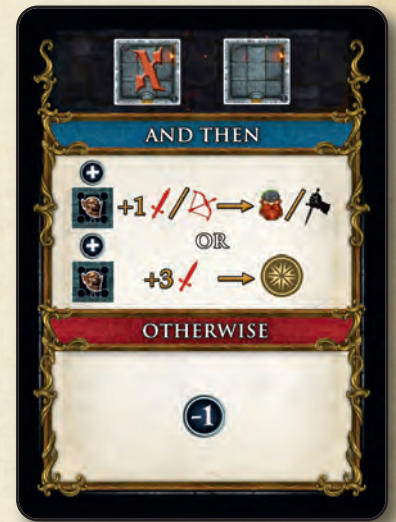 X
AND THEN
+
+1 / → /
OR
+
+3 →
OTHERWISE
-1